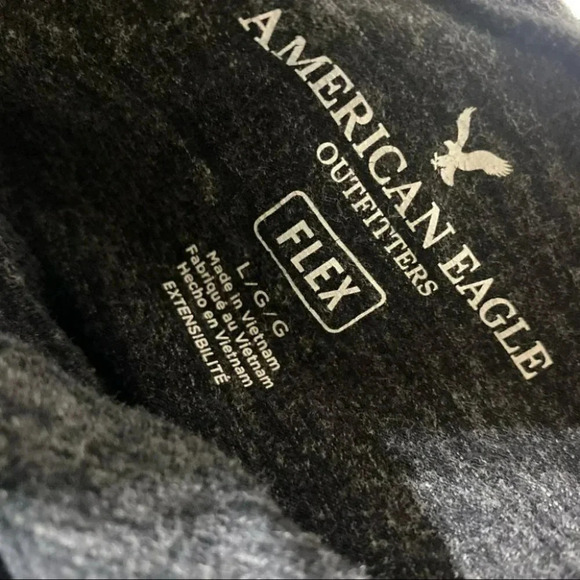 AMERICAN EAGLE
OUTFITTERS
FLEX
L / G / G
Made in Vietnam
Fabriqué au Vietnam
Hecho en Vietnam
EXTENSIBILITÉ